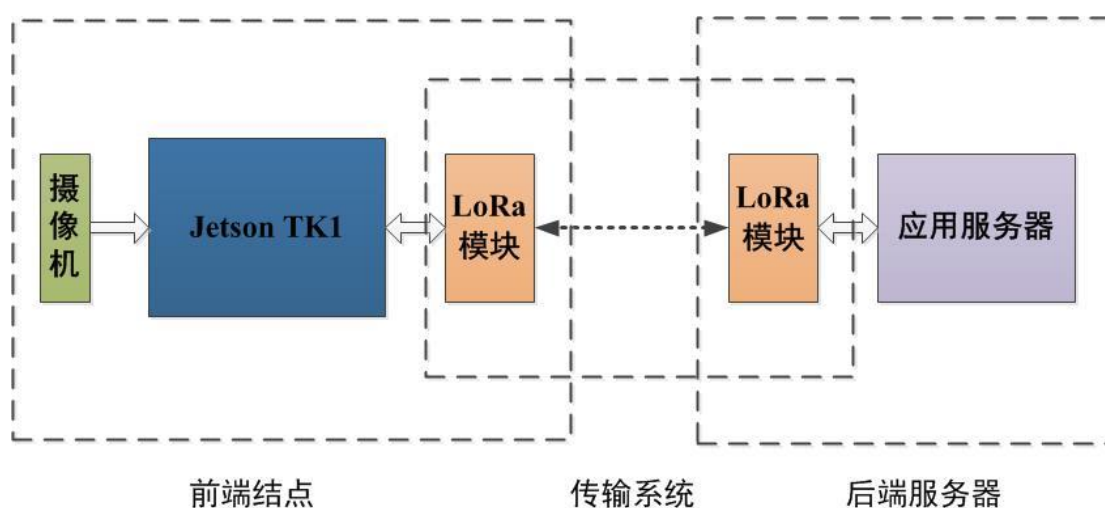 摄
像
机
Jetson TK1
LoRa
模块
LoRa
模块
应用服务器
前端结点
传输系统
后端服务器